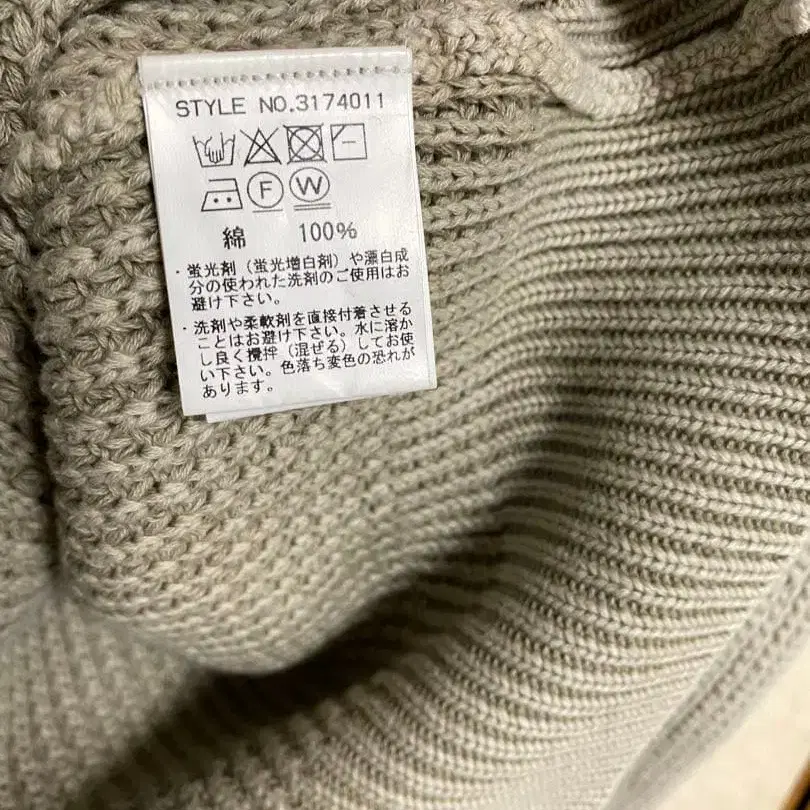 STYLE NO.3174011
F W
綿 100%
・蛍光剤（蛍光増白剤）や漂白成
分の使われた洗剤のご使用はお
避け下さい。
・洗剤や柔軟剤を直接付着させる
ことはお避け下さい。水に溶か
し良く攪拌（混ぜる）してお使
い下さい。色落ち変色の恐れが
あります。